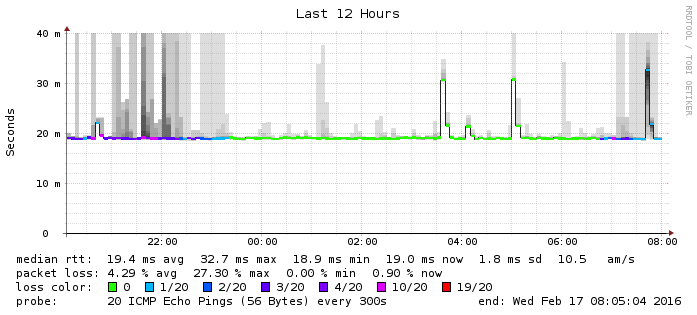 Last 12 Hours
RRDTOOL / TOBI OETIKER
Seconds
40 m
30 m
20 m
10 m
0
22:00 00:00 02:00 04:00 06:00 08:00
median rtt: 19.4 ms avg 32.7 ms max 18.9 ms min 19.0 ms now 1.8 ms sd 10.5 am/s
packet loss: 4.29 % avg 27.30 % max 0.00 % min 0.90 % now
loss color: 0 1/20 2/20 3/20 4/20 10/20 19/20
probe: 20 ICMP Echo Pings (56 Bytes) every 300s end: Wed Feb 17 08:05:04 2016